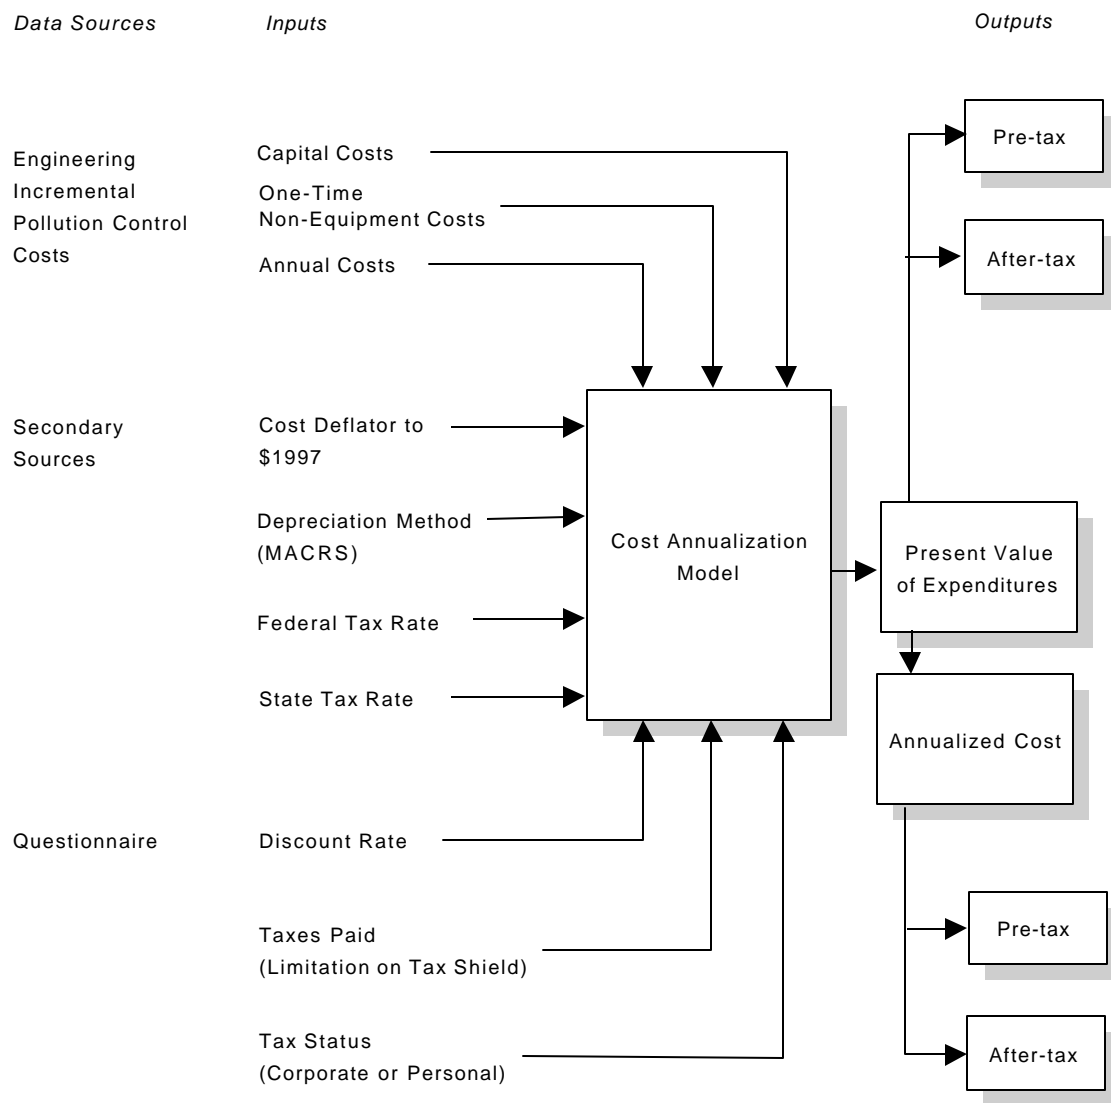 Data Sources
Inputs
Outputs
Engineering
Incremental
Pollution Control
Costs
Capital Costs
One-Time
Non-Equipment Costs
Annual Costs
Pre-tax
After-tax
Secondary
Sources
Cost Deflator to
$1997
Depreciation Method
(MACRS)
Federal Tax Rate
State Tax Rate
Cost Annualization
Model
Present Value
of Expenditures
Annualized Cost
Questionnaire
Discount Rate
Taxes Paid
(Limitation on Tax Shield)
Tax Status
(Corporate or Personal)
Pre-tax
After-tax